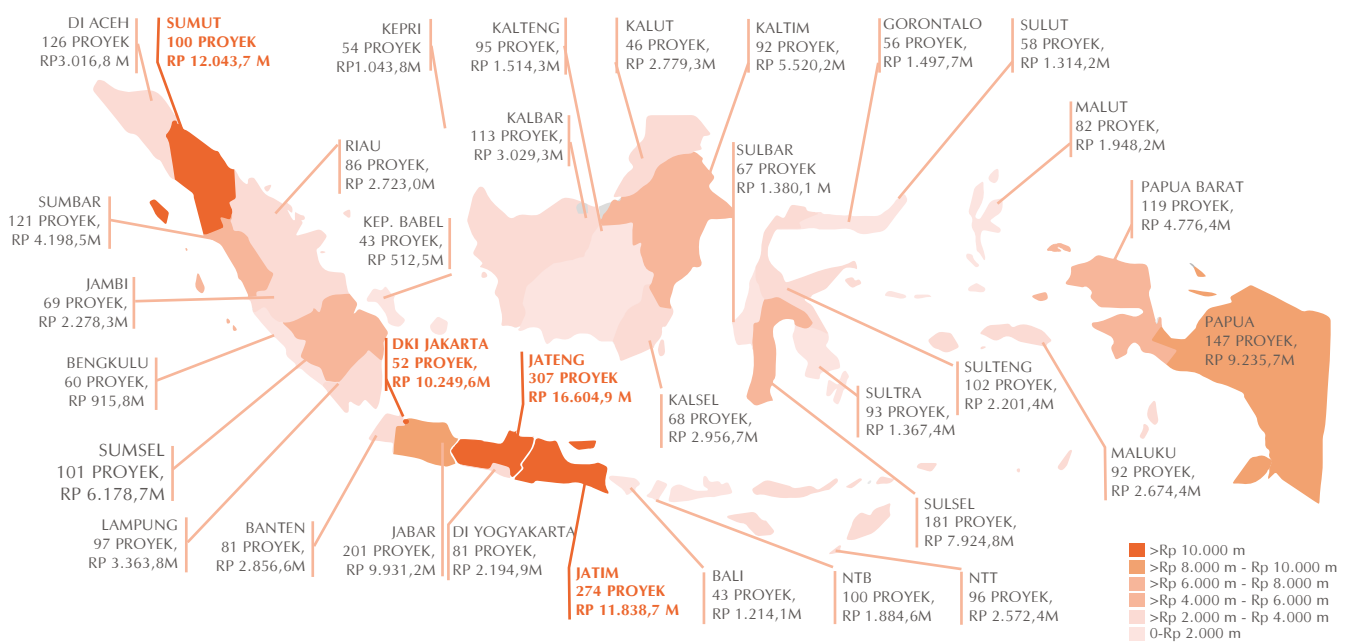 DI ACEH
126 PROYEK
RP3.016,8 M
SUMUT
100 PROYEK
RP 12.043,7 M
KEPRI
54 PROYEK
RP1.043,8M
KALTENG
95 PROYEK,
RP 1.514,3M
KALUT
46 PROYEK,
RP 2.779,3M
KALTIM
92 PROYEK,
RP 5.520,2M
GORONTALO
56 PROYEK,
RP 1.497,7M
SULUT
58 PROYEK,
RP 1.314,2M
MALUT
82 PROYEK,
RP 1.948,2M
KALBAR
113 PROYEK,
RP 3.029,3M
RIAU
86 PROYEK,
RP 2.723,0M
SULBAR
67 PROYEK
RP 1.380,1 M
PAPUA BARAT
119 PROYEK,
RP 4.776,4M
SUMBAR
121 PROYEK,
RP 4.198,5M
KEP. BABEL
43 PROYEK,
RP 512,5M
JAMBI
69 PROYEK,
RP 2.278,3M
PAPUA
147 PROYEK,
RP 9.235,7M
DKI JAKARTA
52 PROYEK,
RP 10.249,6M
JATENG
307 PROYEK
RP 16.604,9 M
BENGKULU
60 PROYEK,
RP 915,8M
SULTENG
102 PROYEK,
RP 2.201,4M
SULTRA
93 PROYEK,
RP 1.367,4M
KALSEL
68 PROYEK,
RP 2.956,7M
SUMSEL
101 PROYEK,
RP 6.178,7M
MALUKU
92 PROYEK,
RP 2.674,4M
SULSEL
181 PROYEK,
RP 7.924,8M
LAMPUNG
97 PROYEK,
RP 3.363,8M
BANTEN
81 PROYEK,
RP 2.856,6M
JABAR
201 PROYEK,
RP 9.931,2M
DI YOGYAKARTA
81 PROYEK,
RP 2.194,9M
JATIM
274 PROYEK
RP 11.838,7 M
BALI
43 PROYEK,
RP 1.214,1M
NTB
100 PROYEK,
RP 1.884,6M
NTT
96 PROYEK,
RP 2.572,4M
>Rp 10.000 m
>Rp 8.000 m - Rp 10.000 m
>Rp 6.000 m - Rp 8.000 m
>Rp 4.000 m - Rp 6.000 m
>Rp 2.000 m - Rp 4.000 m
0-Rp 2.000 m